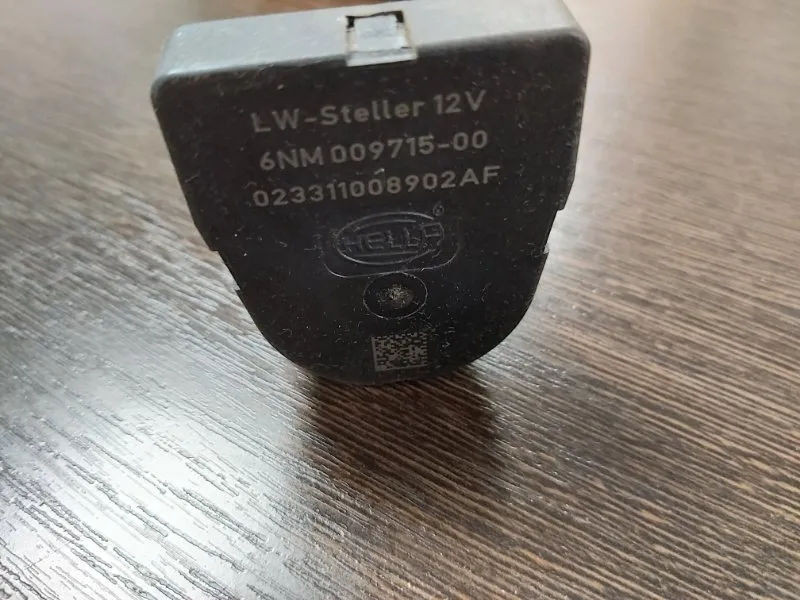 LW-Steller 12V
6NM 009715-00
023311008902AF
HELLA